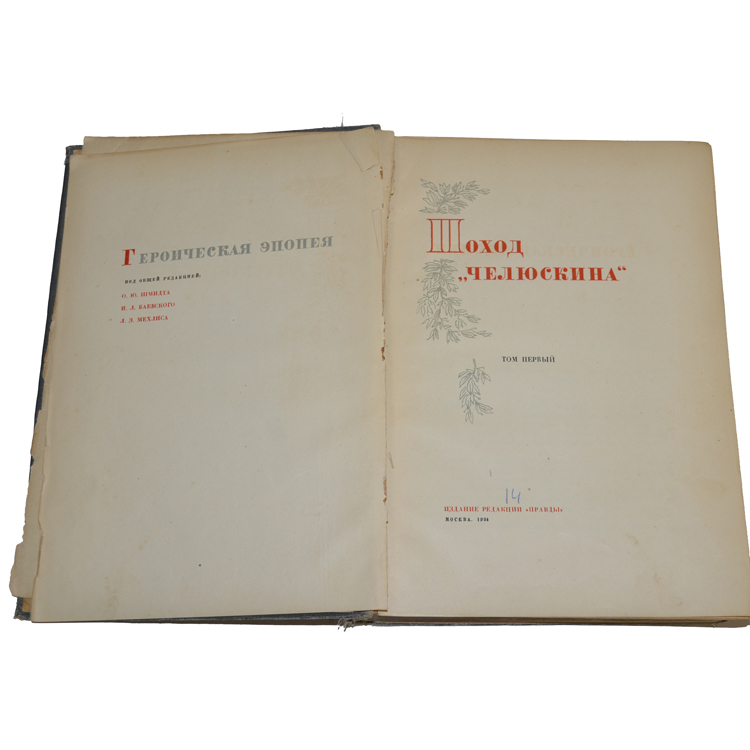 ГЕРОИЧЕСКАЯ ЭПОПЕЯ
ПОД ОБЩЕЙ РЕДАКЦИЕЙ:
О. Ю. ШМИДТА
И. Л. БАЕВСКОГО
Л. З. МЕХЛИСА
ПОХОД
„ЧЕЛЮСКИНА“
ТОМ ПЕРВЫЙ
14
ИЗДАНИЕ РЕДАКЦИИ «ПРАВДЫ»
МОСКВА. 1934